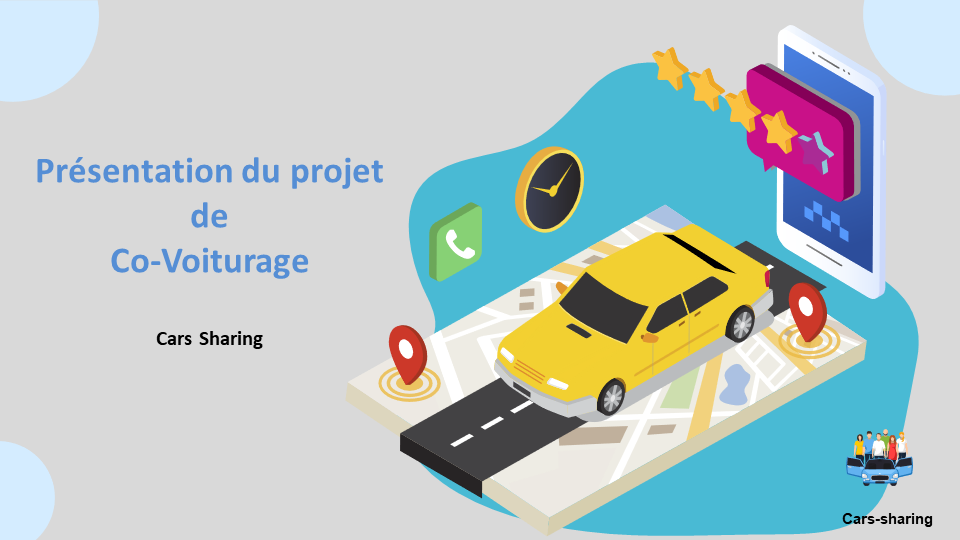 Présentation du projet
de
Co-Voiturage
Cars Sharing
Cars-sharing